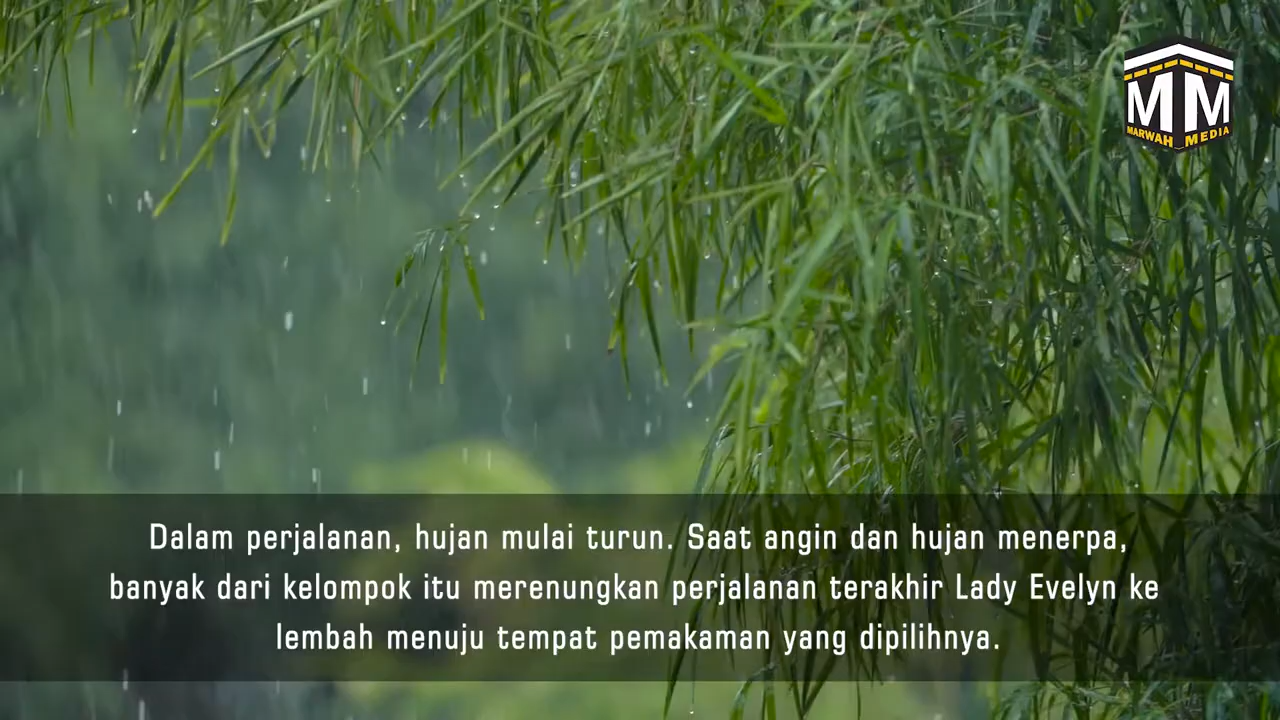 MM
MARWAH MEDIA
Dalam perjalanan, hujan mulai turun. Saat angin dan hujan menerpa,
banyak dari kelompok itu merenungkan perjalanan terakhir Lady Evelyn ke
lembah menuju tempat pemakaman yang dipilihnya.